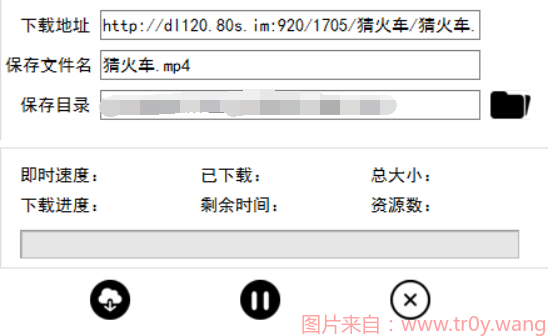 下载地址 http://dl120.80s.im:920/1705/猜火车/猜火车.
保存文件名 猜火车.mp4
保存目录
即时速度： 已下载： 总大小：
下载进度： 剩余时间： 资源数：
图片来自：www.tr0y.wang